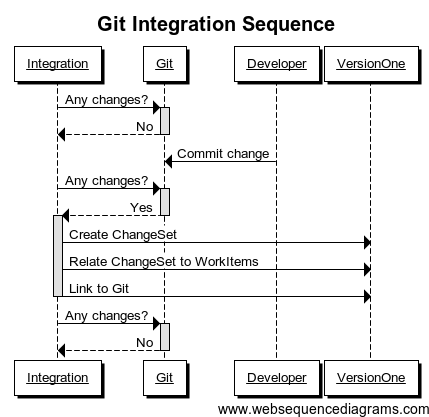 Git Integration Sequence
Integration Git Developer VersionOne
Any changes?
No
Commit change
Any changes?
Yes
Create ChangeSet
Relate ChangeSet to WorkItems
Link to Git
Any changes?
No
Integration Git Developer VersionOne
www.websequencediagrams.com